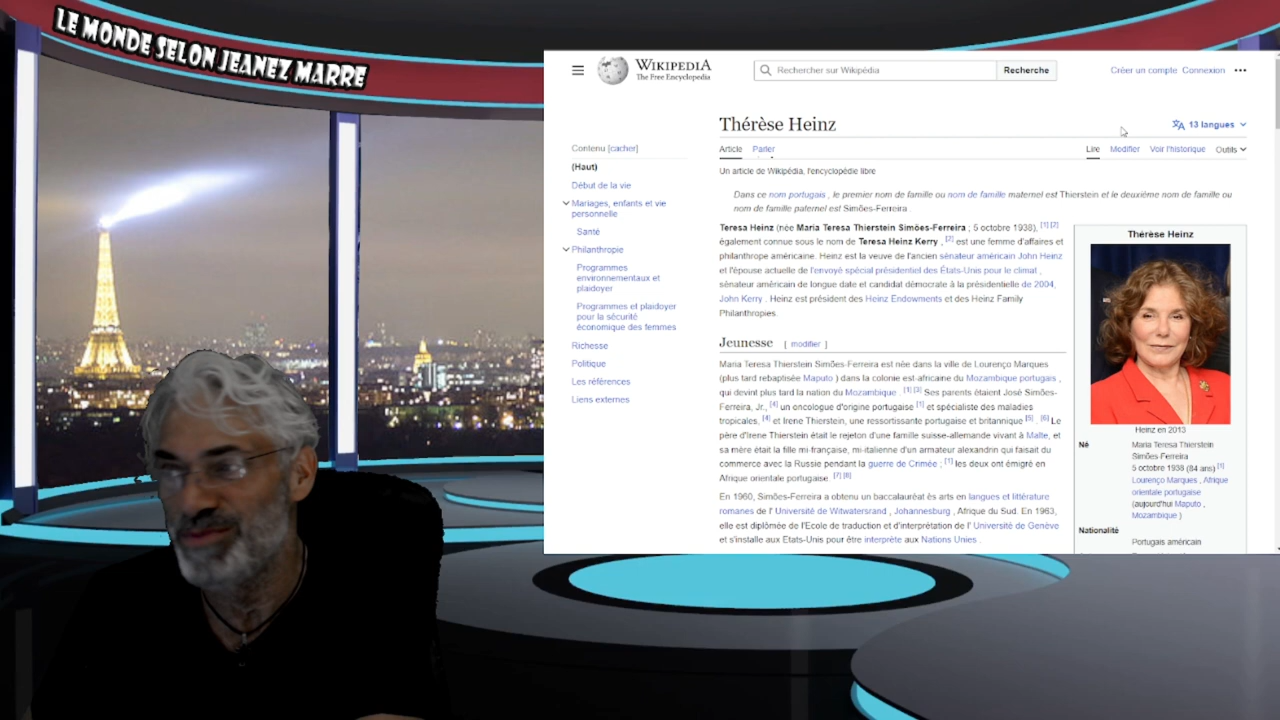 LE MONDE SELON JEANEZ MARRE
WIKIPEDIA
The Free Encyclopedia
Rechercher sur Wikipédia
Recherche
Créer un compte Connexion
Thérèse Heinz
13 langues
Contenu [cacher]
(Haut)
Début de la vie
Mariages, enfants et vie
personnelle
Santé
Philanthropie
Programmes
environnementaux et
plaidoyer
Programmes et plaidoyer
pour la sécurité
économique des femmes
Richesse
Politique
Les références
Liens externes
Article Parler
Lire Modifier Voir l'historique Outils
Un article de Wikipédia, l'encyclopédie libre
Dans ce nom portugais , le premier nom de famille ou nom de famille maternel est Thierstein et le deuxième nom de famille ou
nom de famille paternel est Simões-Ferreira .
Teresa Heinz (née Maria Teresa Thierstein Simões-Ferreira ; 5 octobre 1938), [1] [2]
également connue sous le nom de Teresa Heinz Kerry , [2] est une femme d'affaires et
philanthrope américaine. Heinz est la veuve de l'ancien sénateur américain John Heinz
et l'épouse actuelle de l'envoyé spécial présidentiel des États-Unis pour le climat ,
sénateur américain de longue date et candidat démocrate à la présidentielle de 2004,
John Kerry . Heinz est président des Heinz Endowments et des Heinz Family
Philanthropies.
Jeunesse [ modifier ]
Maria Teresa Thierstein Simões-Ferreira est née dans la ville de Lourenço Marques
(plus tard rebaptisée Maputo ) dans la colonie est-africaine du Mozambique portugais ,
qui devint plus tard la nation du Mozambique . [1] [3] Ses parents étaient José Simões-
Ferreira, Jr., [4] un oncologue d'origine portugaise [1] et spécialiste des maladies
tropicales, [4] et Irene Thierstein, une ressortissante portugaise et britannique [5] [6] Le
père d'Irene Thierstein était le rejeton d'une famille suisse-allemande vivant à Malte, et
sa mère était la fille mi-française, mi-italienne d'un armateur alexandrin qui faisait du
commerce avec la Russie pendant la guerre de Crimée ; [1] les deux ont émigré en
Afrique orientale portugaise. [7] [8]
En 1960, Simões-Ferreira a obtenu un baccalauréat ès arts en langues et littérature
romanes de l' Université de Witwatersrand , Johannesburg , Afrique du Sud. En 1963,
elle est diplômée de l'Ecole de traduction et d'interprétation de l' Université de Genève
et s'installe aux Etats-Unis pour être interprète aux Nations Unies .
Thérèse Heinz
Heinz en 2013
Né
Maria Teresa Thierstein
Simões-Ferreira
5 octobre 1938 (84 ans) [1]
Lourenço Marques , Afrique
orientale portugaise
(aujourd'hui Maputo ,
Mozambique )
Nationalité
Portugais américain